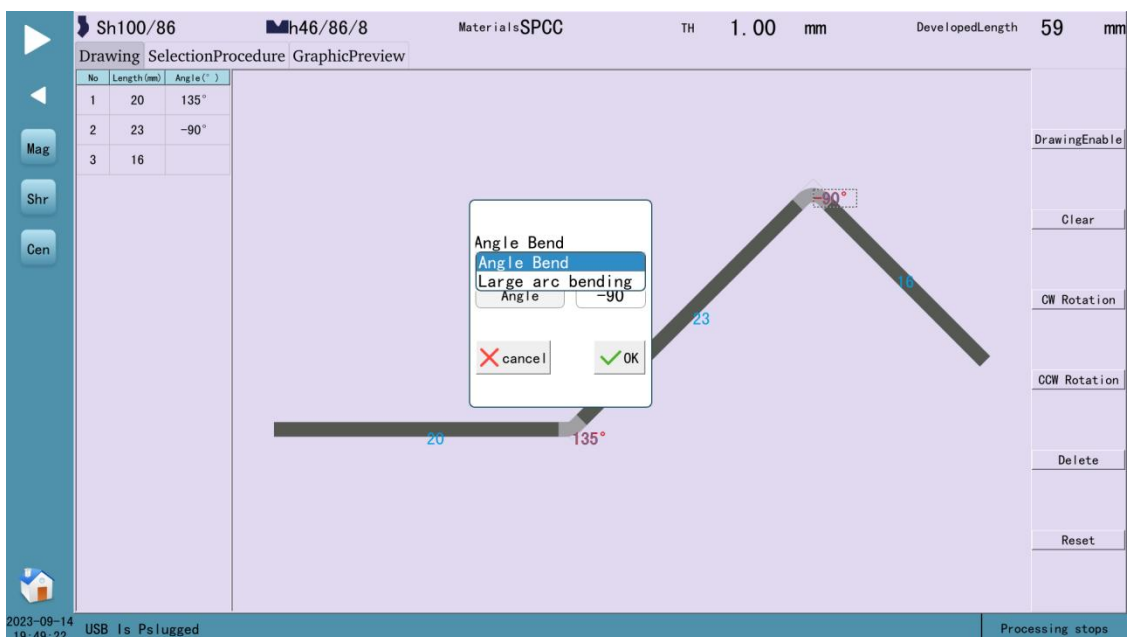 Sh100/86 h46/86/8 MaterialsSPCC TH 1.00 mm DevelopedLength 59 mm
Drawing SelectionProcedure GraphicPreview
No Length(mm) Angle(°)
1 20 135°
2 23 -90°
3 16
Mag
Shr
Cen
DrawingEnable
Clear
CW Rotation
CCW Rotation
Delete
Reset
-90°
16
23
20
135°
Angle Bend
Angle Bend
Large arc bending
Angle -90
cancel OK
2023-09-14
19:49:22
USB Is Pslugged
Processing stops